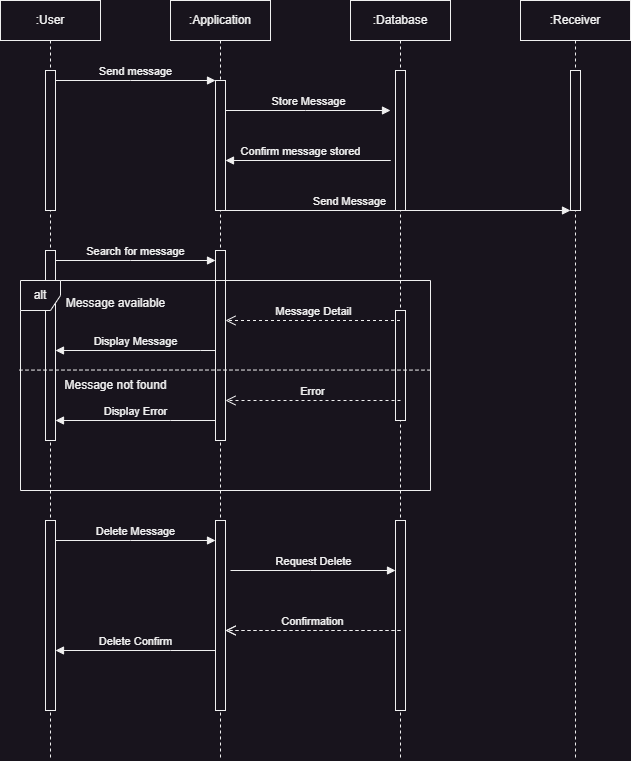 :User
:Application
:Database
:Receiver
Send message
Store Message
Confirm message stored
Send Message
Search for message
alt
Message available
Message Detail
Display Message
Message not found
Error
Display Error
Delete Message
Request Delete
Confirmation
Delete Confirm